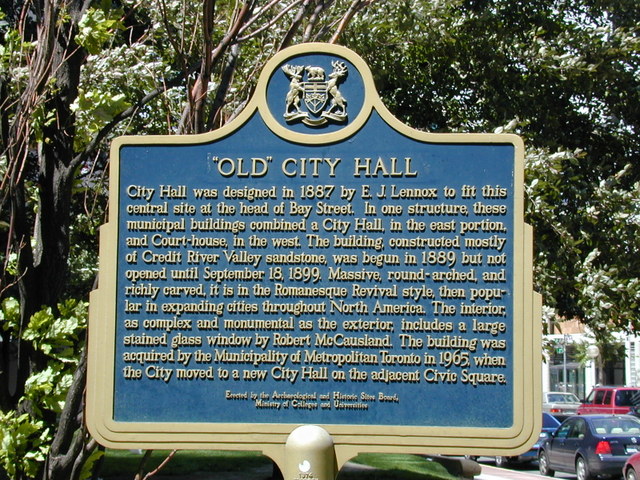 "OLD" CITY HALL
City Hall was designed in 1887 by E. J. Lennox to fit this
central site at the head of Bay Street. In one structure, these
municipal buildings combined a City Hall, in the east portion,
and Court-house, in the west. The building, constructed mostly
of Credit River Valley sandstone, was begun in 1889 but not
opened until September 18, 1899. Massive, round-arched, and
richly carved, it is in the Romanesque Revival style, then popu-
lar in expanding cities throughout North America. The interior,
as complex and monumental as the exterior, includes a large
stained glass window by Robert McCausland. The building was
acquired by the Municipality of Metropolitan Toronto in 1965, when
the City moved to a new City Hall on the adjacent Civic Square.
Erected by the Archaeological and Historic Sites Board,
Ministry of Colleges and Universities